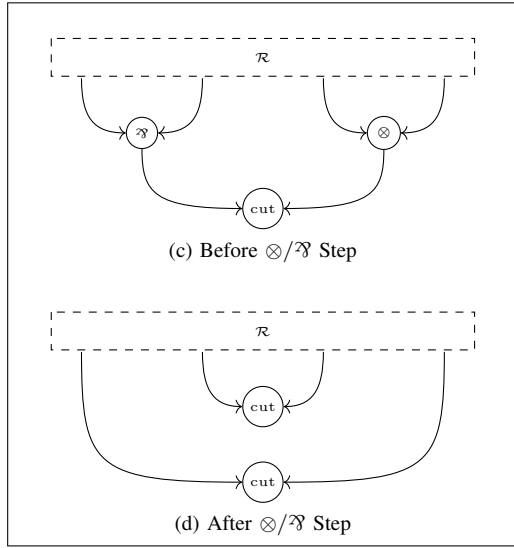 ℛ
⅋ ⊗
cut
(c) Before ⊗/⅋ Step
ℛ
cut
cut
(d) After ⊗/⅋ Step